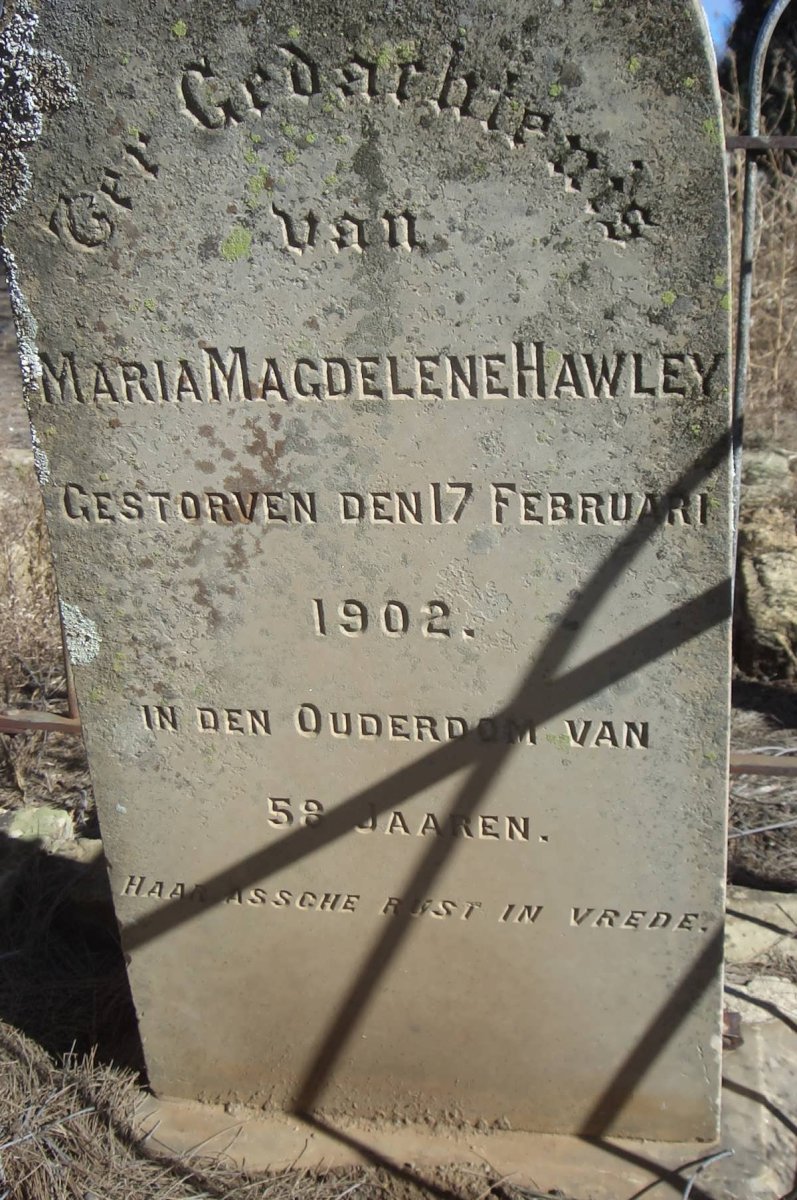 Ter Gedachtenis
van
MARIA MAGDELENE HAWLEY
GESTORVEN DEN 17 FEBRUARI
1902.
IN DEN OUDERDOM VAN
58 JAAREN.
HAAR ASSCHE RUST IN VREDE.